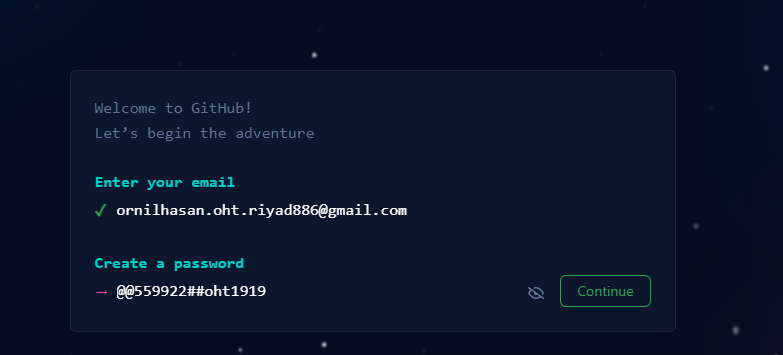 Welcome to GitHub!
Let’s begin the adventure
Enter your email
✓ ornilhasan.oht.riyad886@gmail.com
Create a password
→ @@559922##oht1919
Continue